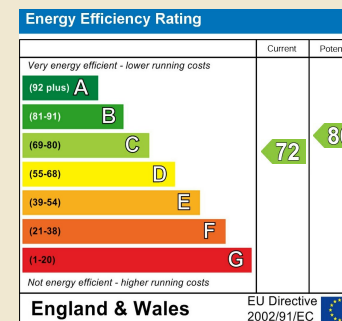 Energy Efficiency Rating
Current
Very energy efficient - lower running costs
(92 plus) A
(81-91) B
(69-80) C
72
(55-68) D
(39-54) E
(21-38) F
(1-20) G
Not energy efficient - higher running costs
England & Wales
EU Directive
2002/91/EC